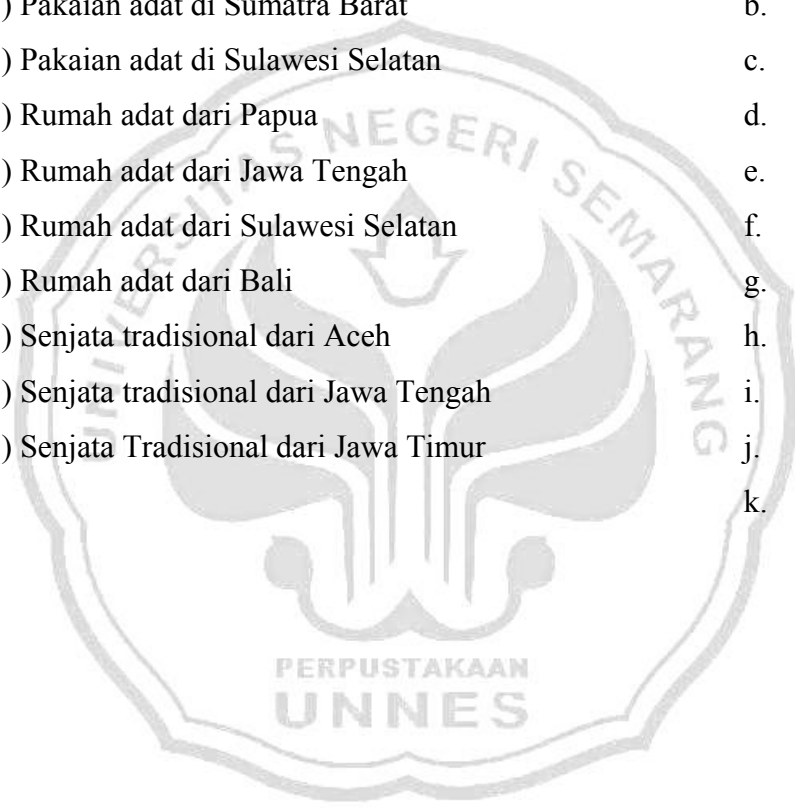 ) Pakaian adat di Sumatra Barat b.
) Pakaian adat di Sulawesi Selatan c.
) Rumah adat dari Papua d.
) Rumah adat dari Jawa Tengah e.
) Rumah adat dari Sulawesi Selatan f.
) Rumah adat dari Bali g.
) Senjata tradisional dari Aceh h.
) Senjata tradisional dari Jawa Tengah i.
) Senjata Tradisional dari Jawa Timur j.
k.
UNIVERSITAS NEGERI SEMARANG
PERPUSTAKAAN
UNNES